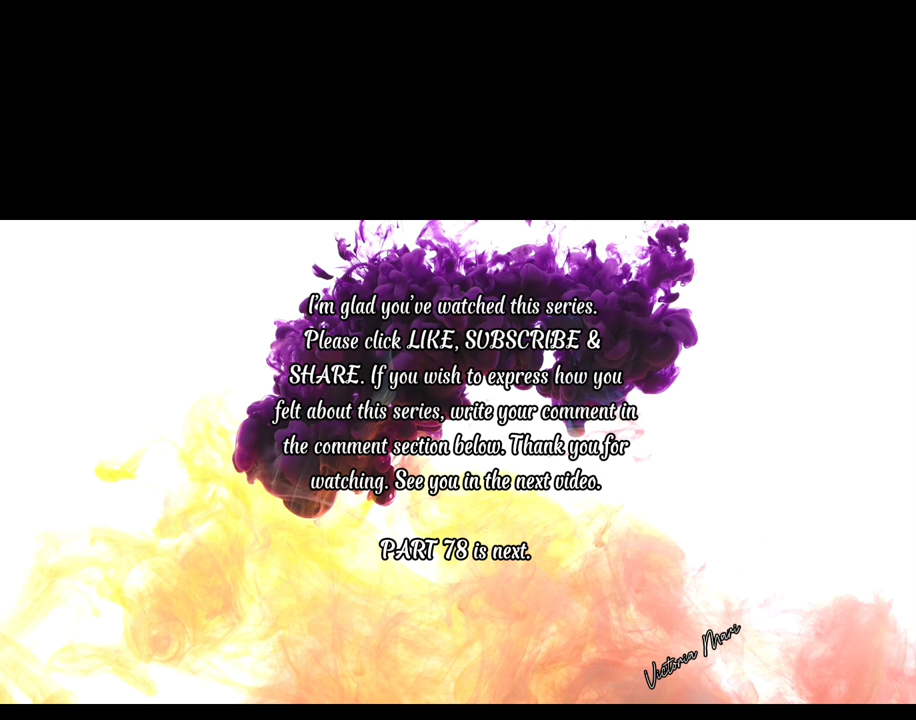 I'm glad you've watched this series.
Please click LIKE, SUBSCRIBE &
SHARE. If you wish to express how you
felt about this series, write your comment in
the comment section below. Thank you for
watching. See you in the next video.
PART 78 is next.
Victoria Mari